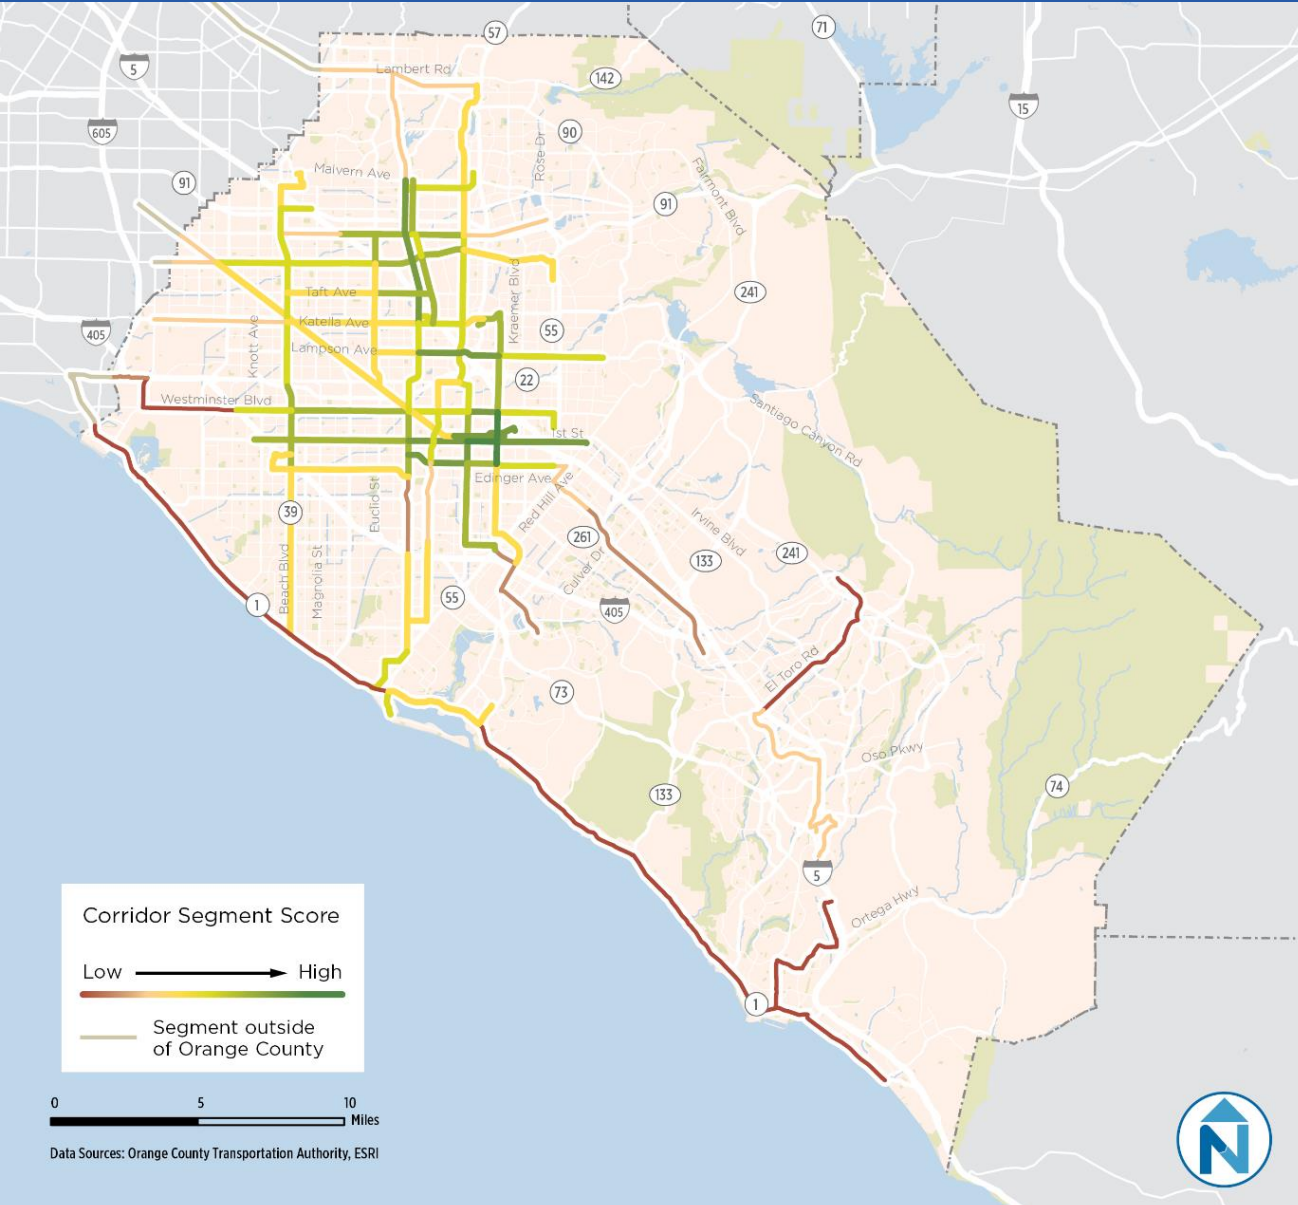 57
71
5
Lambert Rd
142
15
605
90
Rose Dr
Malvern Ave
91
Fairmont Blvd
91
241
Taft Ave
Kraemer Blvd
Katella Ave
55
405
Knott Ave
Lampson Ave
22
Westminster Blvd
Santiago Canyon Rd
1st St
Edinger Ave
Red Hill Ave
Euclid St
39
Irvine Blvd
261
133
241
Culver Dr
Beach Blvd
Magnolia St
55
1
405
El Toro Rd
73
Oso Pkwy
133
74
5
Ortega Hwy
1
Corridor Segment Score
Low High
Segment outside
of Orange County
0 5 10
Miles
Data Sources: Orange County Transportation Authority, ESRI
N